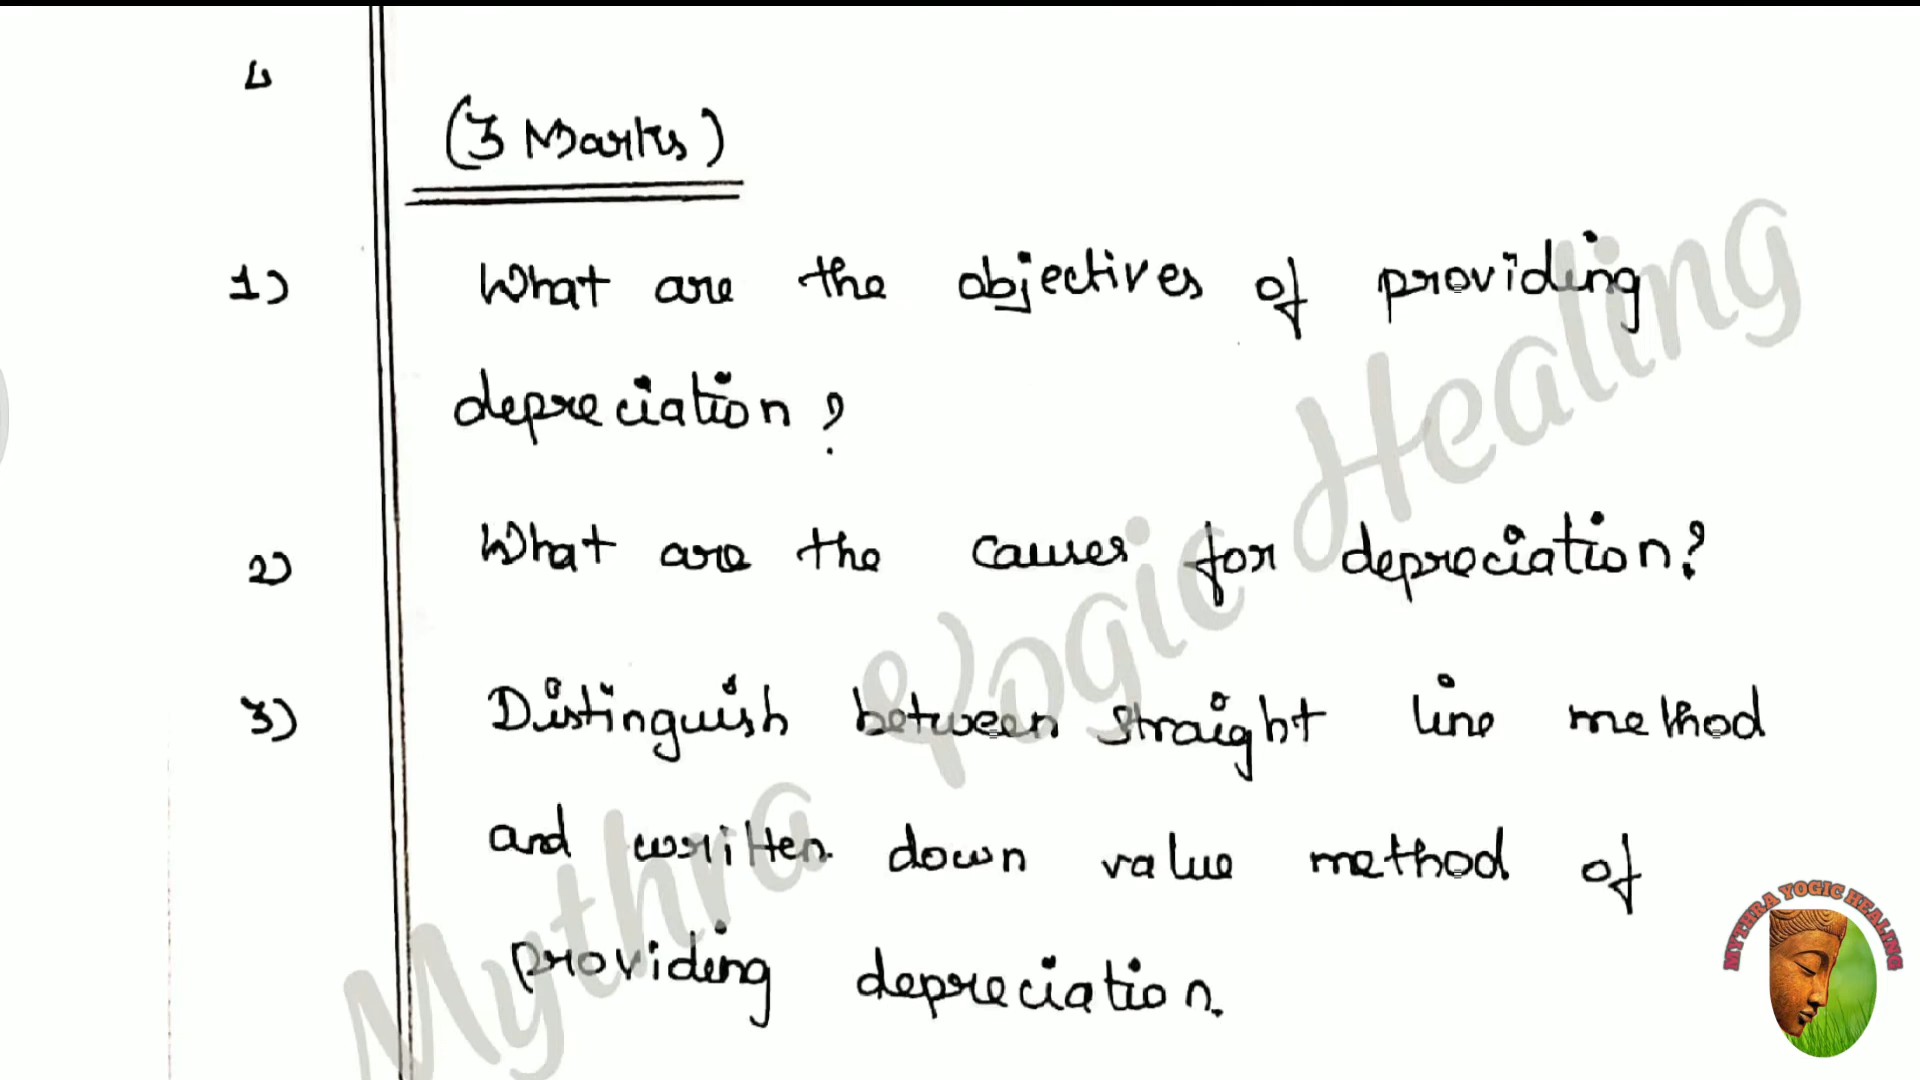 (3 Marks)
1) What are the objectives of providing
depreciation?
2) What are the causes for depreciation?
3) Distinguish between straight line method
and written down value method of
providing depreciation.
Mythra Yogic Healing
MYTHRA YOGIC HEALING